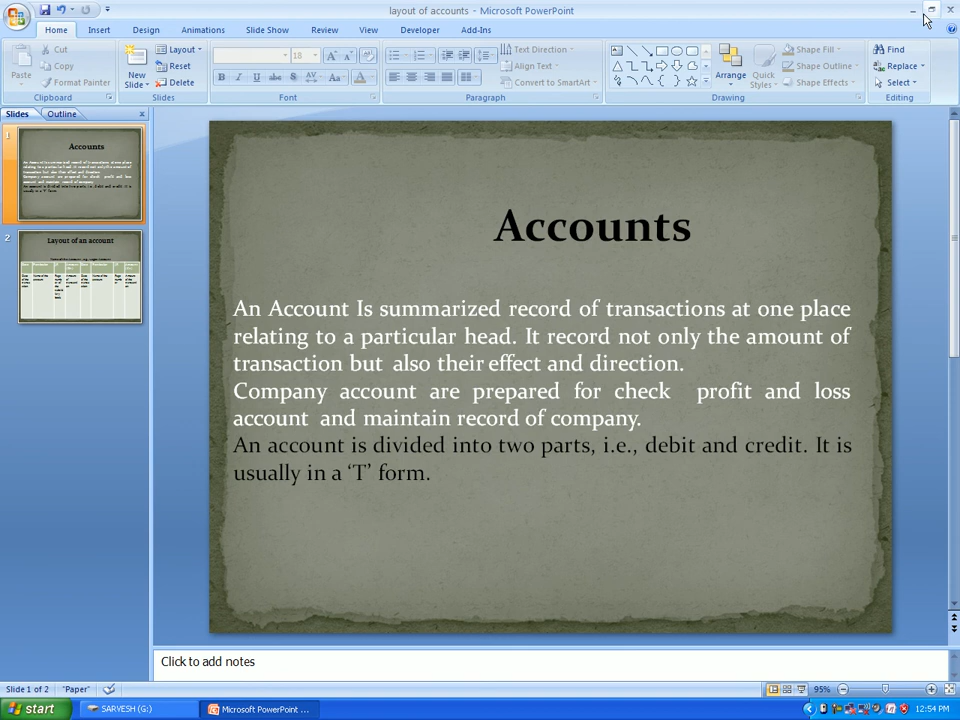 layout of accounts - Microsoft PowerPoint
Home Insert Design Animations Slide Show Review View Developer Add-Ins
Paste Cut Copy Format Painter Clipboard
New Slide Layout Reset Delete Slides
18 B I U abe S AV Aa A A A Font
Text Direction Align Text Convert to SmartArt Paragraph
Arrange Quick Styles Shape Fill Shape Outline Shape Effects Drawing
Find Replace Select Editing
Slides Outline
1
Accounts
2
Layout of an account
Accounts
An Account Is summarized record of transactions at one place
relating to a particular head. It record not only the amount of
transaction but also their effect and direction.
Company account are prepared for check profit and loss
account and maintain record of company.
An account is divided into two parts, i.e., debit and credit. It is
usually in a ‘T’ form.
Click to add notes
Slide 1 of 2 "Paper" 95%
start SARVESH (G:) Microsoft PowerPoint ... 12:54 PM